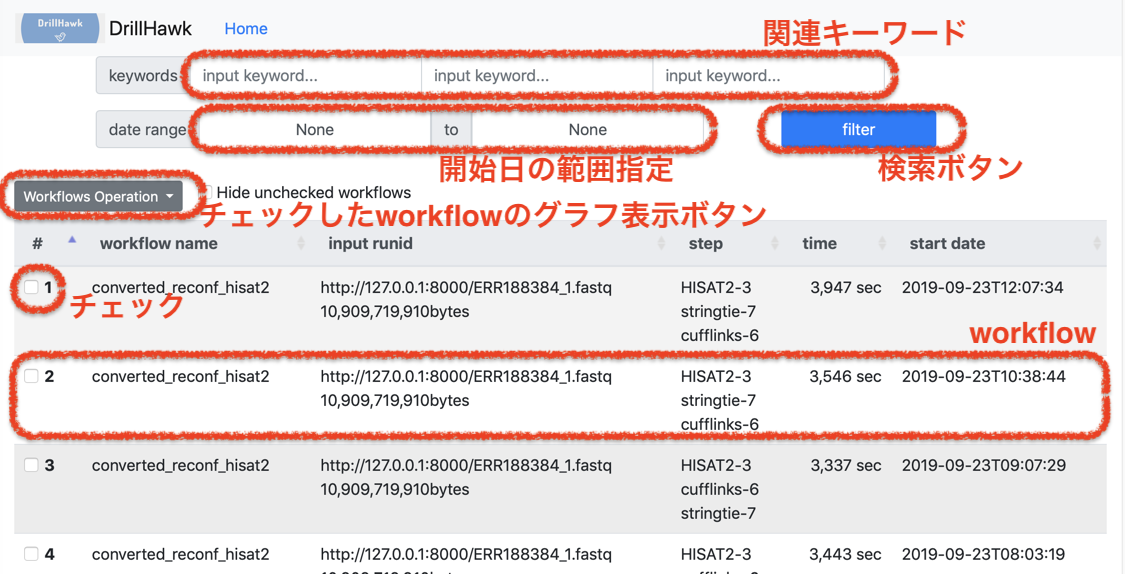 DrillHawk
DrillHawk Home
関連キーワード
keywords input keyword... input keyword... input keyword...
date range None to None filter
開始日の範囲指定 検索ボタン
Workflows Operation Hide unchecked workflows
チェックしたworkflowのグラフ表示ボタン
# workflow name input runid step time start date
1 converted_reconf_hisat2 http://127.0.0.1:8000/ERR188384_1.fastq HISAT2-3 3,947 sec 2019-09-23T12:07:34
チェック 10,909,719,910bytes stringtie-7
cufflinks-6
workflow
2 converted_reconf_hisat2 http://127.0.0.1:8000/ERR188384_1.fastq HISAT2-3 3,546 sec 2019-09-23T10:38:44
10,909,719,910bytes stringtie-7
cufflinks-6
3 converted_reconf_hisat2 http://127.0.0.1:8000/ERR188384_1.fastq HISAT2-3 3,337 sec 2019-09-23T09:07:29
10,909,719,910bytes cufflinks-6
stringtie-7
4 converted_reconf_hisat2 http://127.0.0.1:8000/ERR188384_1.fastq HISAT2-3 3,443 sec 2019-09-23T08:03:19